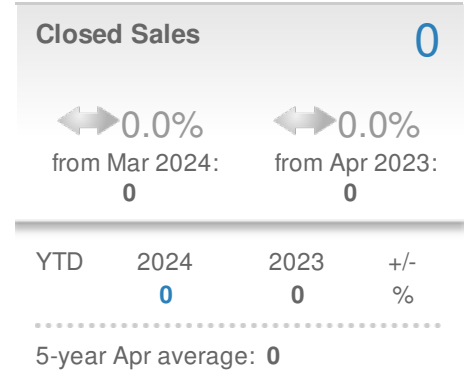 Closed Sales 0
0.0% 0.0%
from Mar 2024: from Apr 2023:
0 0
YTD 2024 2023 +/-
0 0 %
5-year Apr average: 0